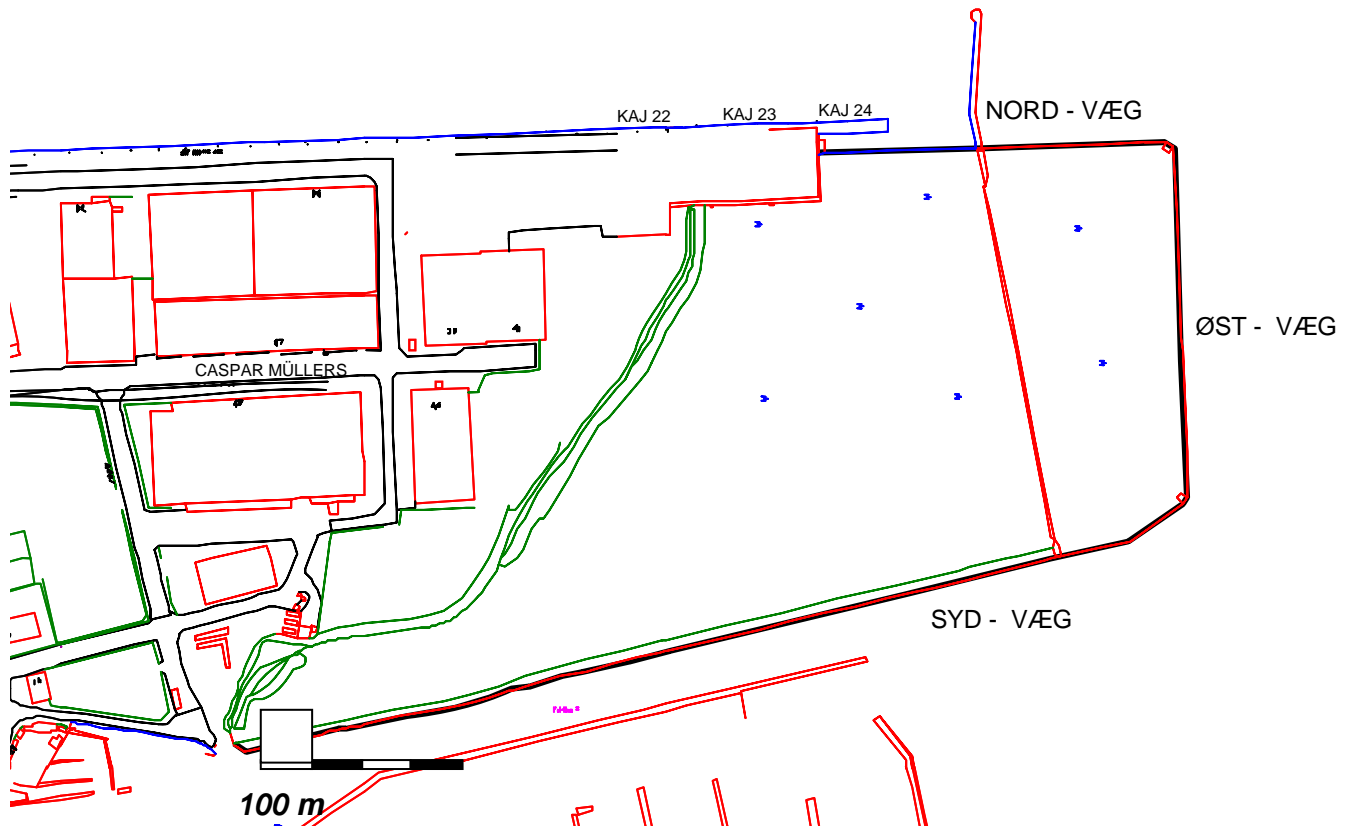 KAJ 22
KAJ 23
KAJ 24
NORD - VÆG
ØST - VÆG
CASPAR MÜLLERS
SYD - VÆG
100 m